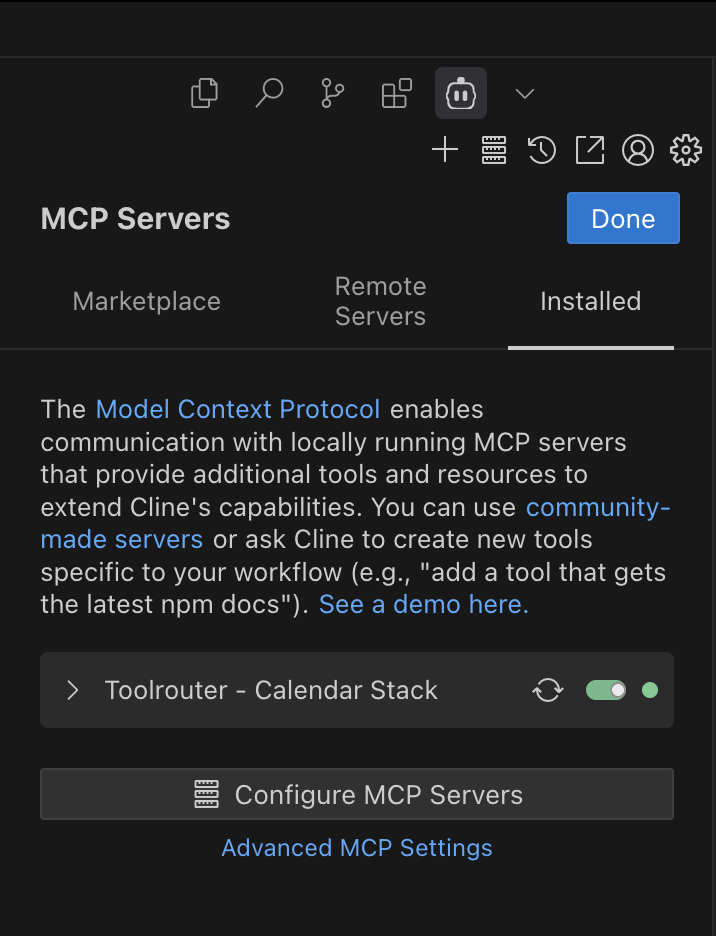 MCP Servers
Done
Marketplace
Remote
Servers
Installed
The Model Context Protocol enables
communication with locally running MCP servers
that provide additional tools and resources to
extend Cline's capabilities. You can use community-
made servers or ask Cline to create new tools
specific to your workflow (e.g., "add a tool that gets
the latest npm docs"). See a demo here.
Toolrouter - Calendar Stack
Configure MCP Servers
Advanced MCP Settings